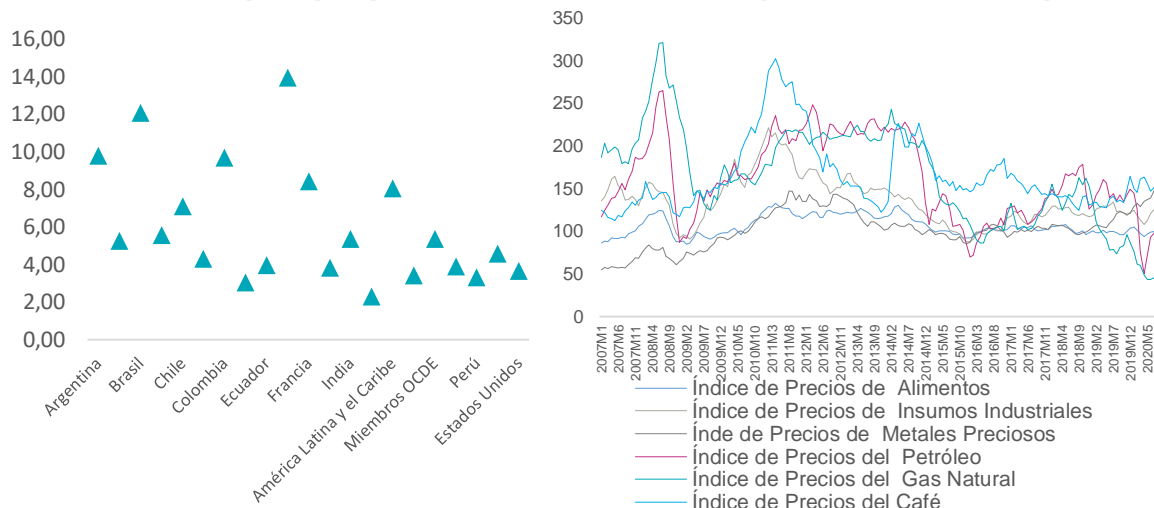 16,00
14,00
12,00
10,00
8,00
6,00
4,00
2,00
0,00
Argentina
Brasil
Chile
Colombia
Ecuador
Francia
India
América Latina y el Caribe
Miembros OCDE
Perú
Estados Unidos
350
300
250
200
150
100
50
0
2007M1
2007M6
2007M11
2008M4
2008M9
2009M2
2009M7
2009M12
2010M5
2010M10
2011M3
2011M8
2012M1
2012M6
2012M11
2013M4
2013M9
2014M2
2014M7
2014M12
2015M5
2015M10
2016M3
2016M8
2017M1
2017M6
2017M11
2018M4
2018M9
2019M2
2019M7
2019M12
2020M5
Índice de Precios de Alimentos
Índice de Precios de Insumos Industriales
Índe de Precios de Metales Preciosos
Índice de Precios del Petróleo
Índice de Precios del Gas Natural
Índice de Precios del Café